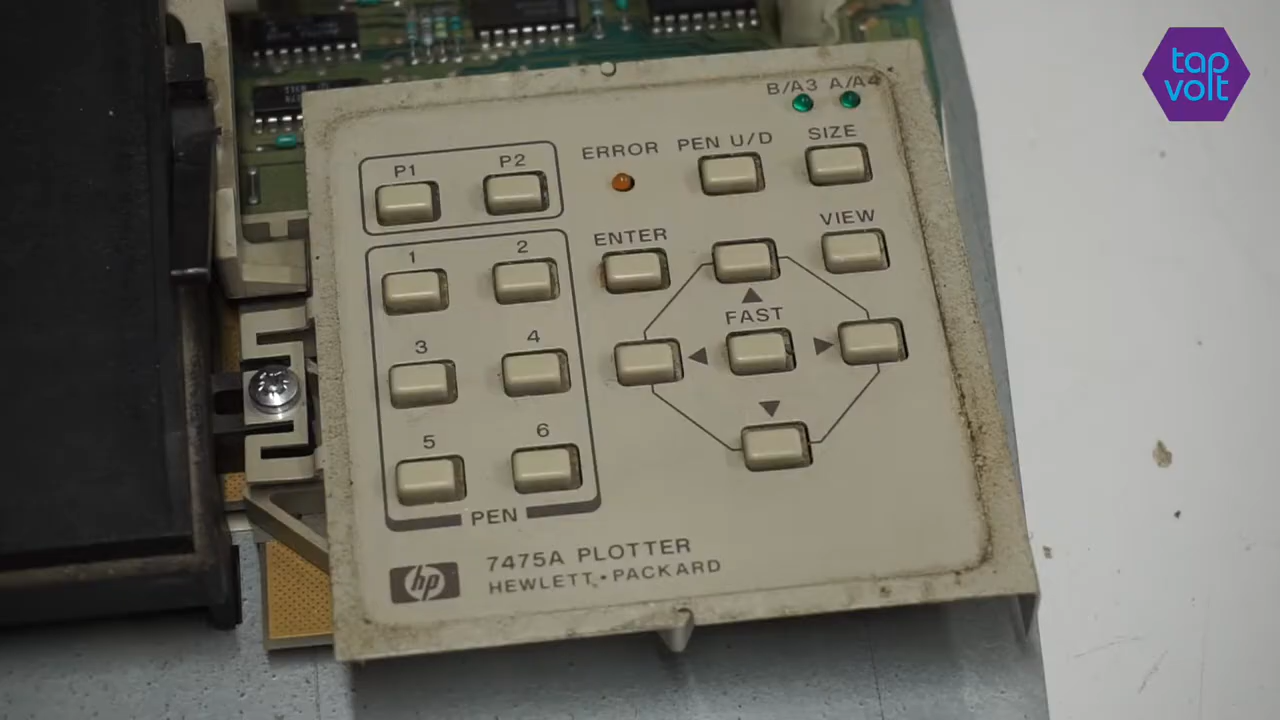 tap
volt
B/A3 A/A4
P1 P2
ERROR PEN U/D SIZE
1 2 ENTER VIEW
FAST
3 4
5 6
PEN
hp
7475A PLOTTER
HEWLETT•PACKARD